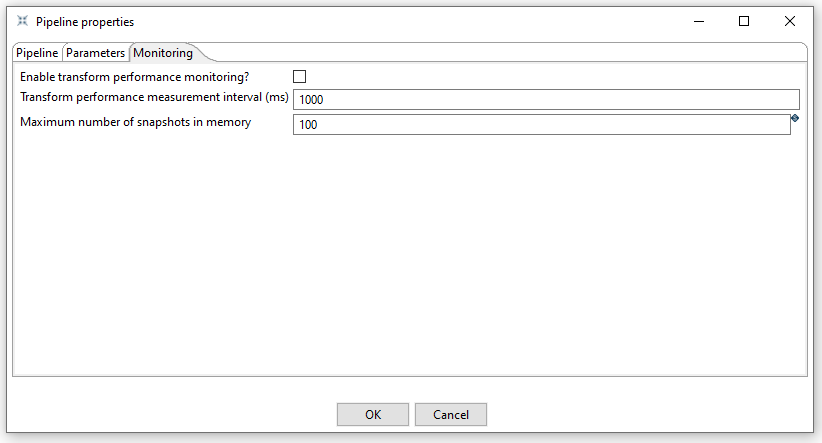 Pipeline properties
Pipeline Parameters Monitoring
Enable transform performance monitoring?
Transform performance measurement interval (ms) 1000
Maximum number of snapshots in memory 100
OK Cancel